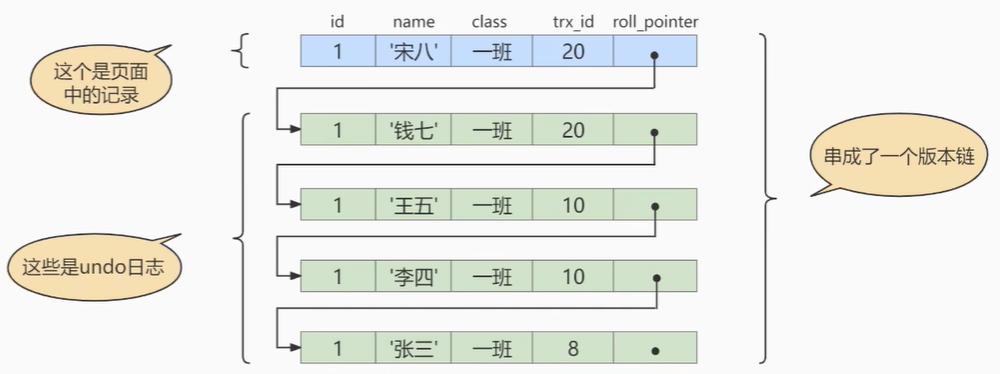 id name class trx_id roll_pointer
1 '宋八' 一班 20
这个是页面
中的记录
1 '钱七' 一班 20
串成了一个版本链
1 '王五' 一班 10
这些是undo日志
1 '李四' 一班 10
1 '张三' 一班 8